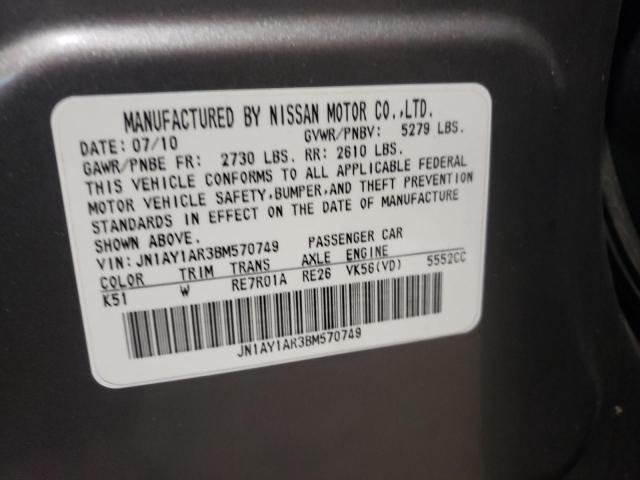 MANUFACTURED BY NISSAN MOTOR CO.,LTD.
DATE: 07/10 GVWR/PNBV: 5279 LBS.
GAWR/PNBE FR: 2730 LBS. RR: 2610 LBS.
THIS VEHICLE CONFORMS TO ALL APPLICABLE FEDERAL
MOTOR VEHICLE SAFETY,BUMPER,AND THEFT PREVENTION
STANDARDS IN EFFECT ON THE DATE OF MANUFACTURE
SHOWN ABOVE.
VIN: JN1AY1AR3BM570749 PASSENGER CAR
COLOR TRIM TRANS AXLE ENGINE
K51 W RE7R01A RE26 VK56(VD) 5552CC
JN1AY1AR3BM570749